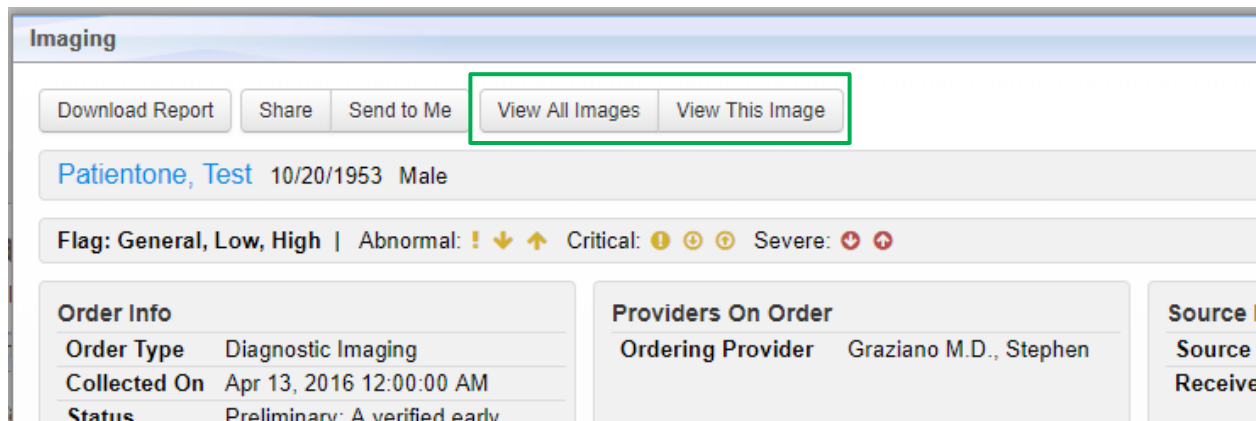 Imaging
Download Report Share Send to Me View All Images View This Image
Patientone, Test 10/20/1953 Male
Flag: General, Low, High | Abnormal: ! Critical: Severe:
Order Info
Order Type Diagnostic Imaging
Collected On Apr 13, 2016 12:00:00 AM
Status Preliminary: A verified early
Providers On Order
Ordering Provider Graziano M.D., Stephen
Source
Source
Receive